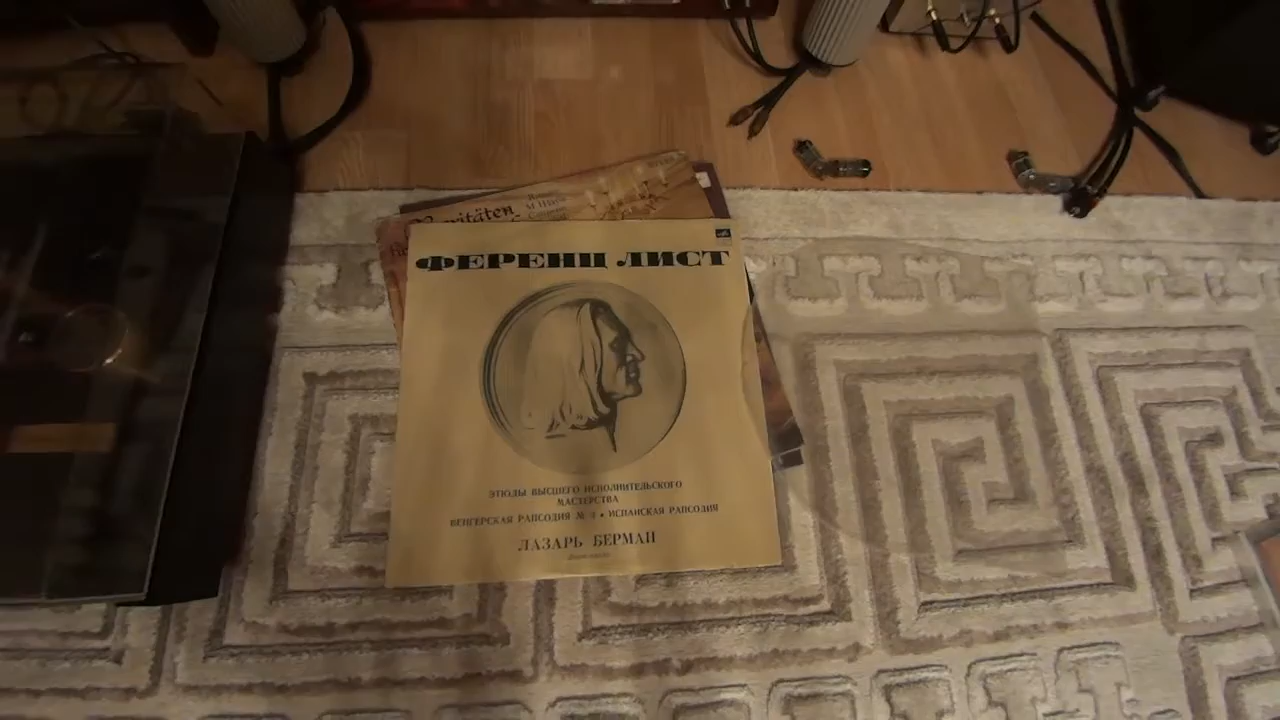 ФЕРЕНЦ ЛИСТ
ЭТЮДЫ ВЫСШЕГО ИСПОЛНИТЕЛЬСКОГО
МАСТЕРСТВА
ВЕНГЕРСКАЯ РАПСОДИЯ № 3 • ИСПАНСКАЯ РАПСОДИЯ
ЛАЗАРЬ БЕРМАН